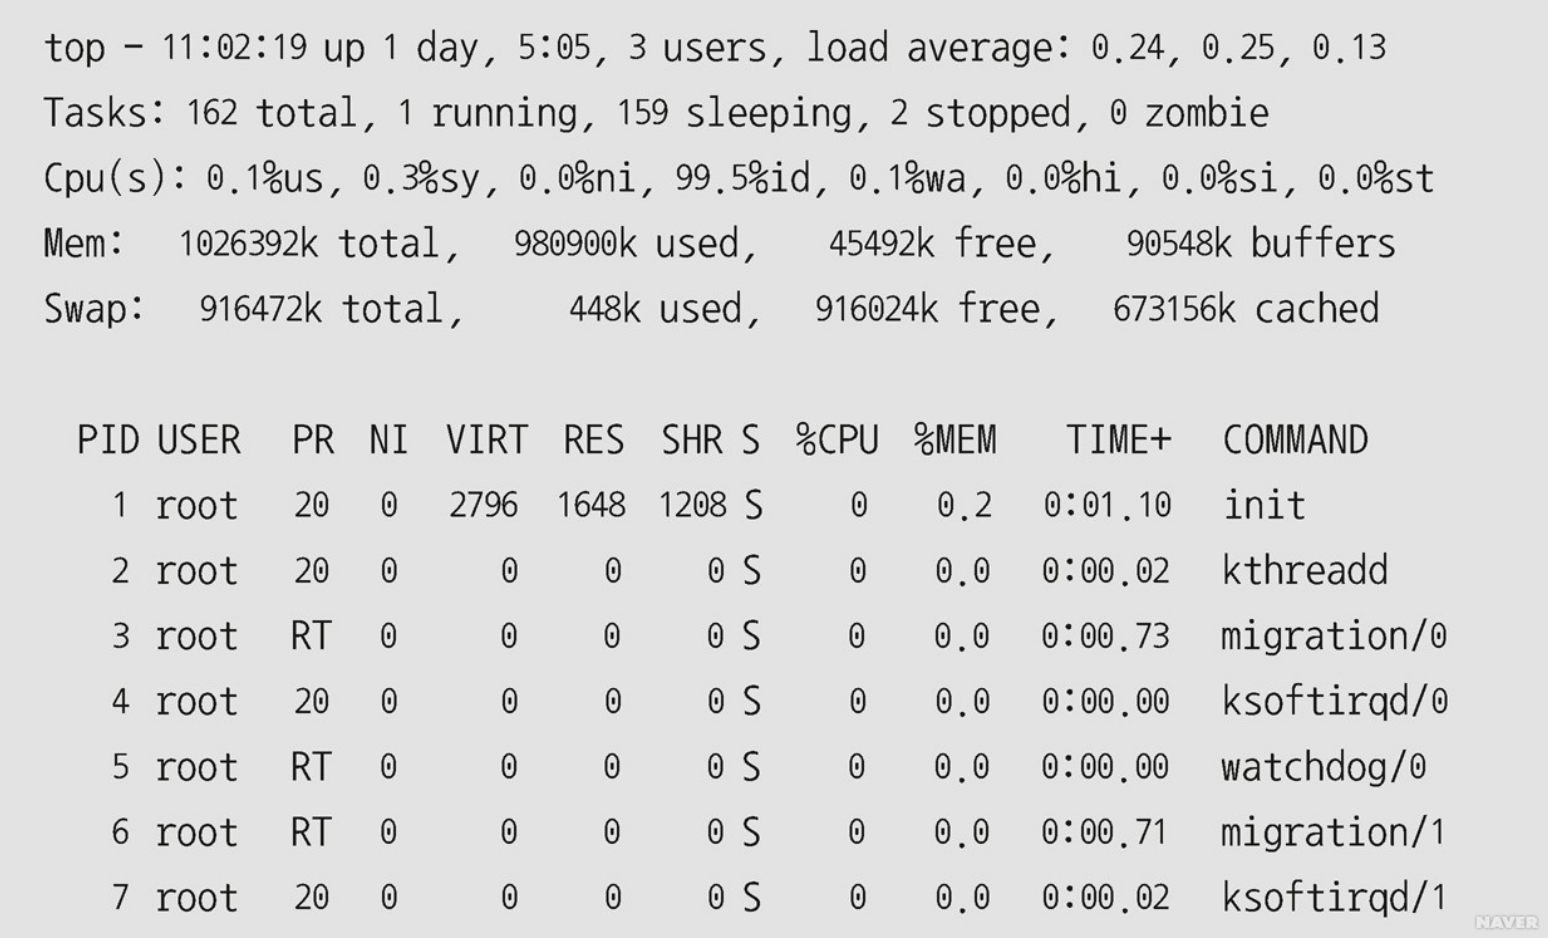 top - 11:02:19 up 1 day, 5:05, 3 users, load average: 0.24, 0.25, 0.13
Tasks: 162 total, 1 running, 159 sleeping, 2 stopped, 0 zombie
Cpu(s): 0.1%us, 0.3%sy, 0.0%ni, 99.5%id, 0.1%wa, 0.0%hi, 0.0%si, 0.0%st
Mem: 1026392k total, 980900k used, 45492k free, 90548k buffers
Swap: 916472k total, 448k used, 916024k free, 673156k cached
PID USER PR NI VIRT RES SHR S %CPU %MEM TIME+ COMMAND
1 root 20 0 2796 1648 1208 S 0 0.2 0:01.10 init
2 root 20 0 0 0 0 S 0 0.0 0:00.02 kthreadd
3 root RT 0 0 0 0 S 0 0.0 0:00.73 migration/0
4 root 20 0 0 0 0 S 0 0.0 0:00.00 ksoftirqd/0
5 root RT 0 0 0 0 S 0 0.0 0:00.00 watchdog/0
6 root RT 0 0 0 0 S 0 0.0 0:00.71 migration/1
7 root 20 0 0 0 0 S 0 0.0 0:00.02 ksoftirqd/1
NAVER